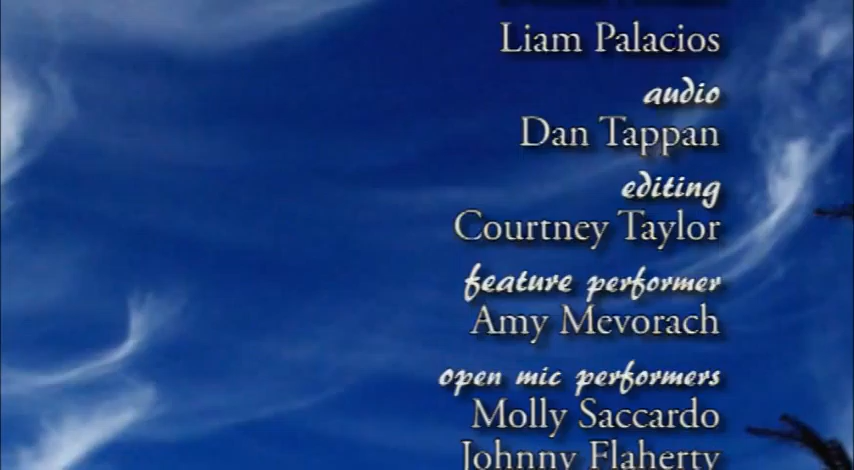 Liam Palacios
audio
Dan Tappan
editing
Courtney Taylor
feature performer
Amy Mevorach
open mic performers
Molly Saccardo
Johnny Flaherty